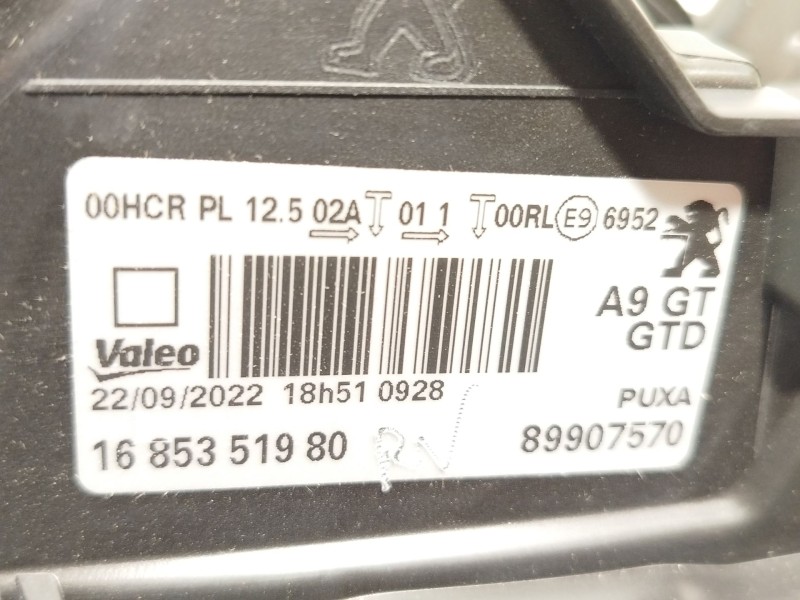 00HCR PL 12.5 02A 01 1 00RL E9 6952
A9 GT
GTD
Valeo
22/09/2022 18h51 0928
PUXA
16 853 519 80
RV
89907570